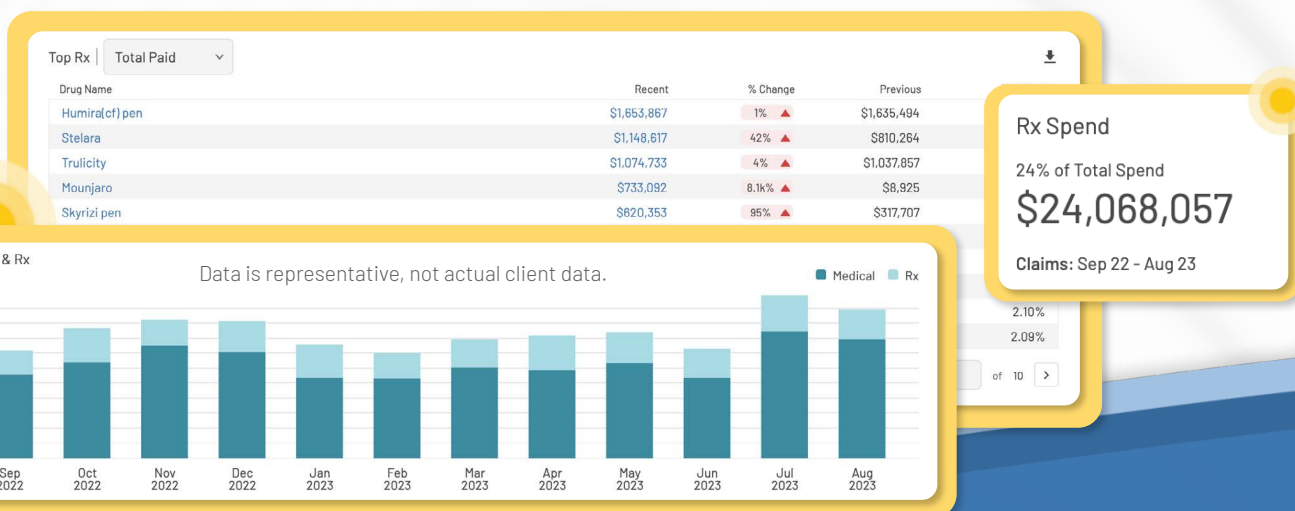 Top Rx | Total Paid
Drug Name Recent % Change Previous
Humira(cf) pen $1,653,867 1% ▲ $1,635,494
Stelara $1,148,617 42% ▲ $810,264
Trulicity $1,074,733 4% ▲ $1,037,857
Mounjaro $733,092 8.1k% ▲ $8,925
Skyrizi pen $620,353 95% ▲ $317,707
2.10%
2.09%
of 10 >
Rx Spend
24% of Total Spend
$24,068,057
Claims: Sep 22 - Aug 23
& Rx
Data is representative, not actual client data.
Medical Rx
Sep Oct Nov Dec Jan Feb Mar Apr May Jun Jul Aug
2022 2022 2022 2022 2023 2023 2023 2023 2023 2023 2023 2023